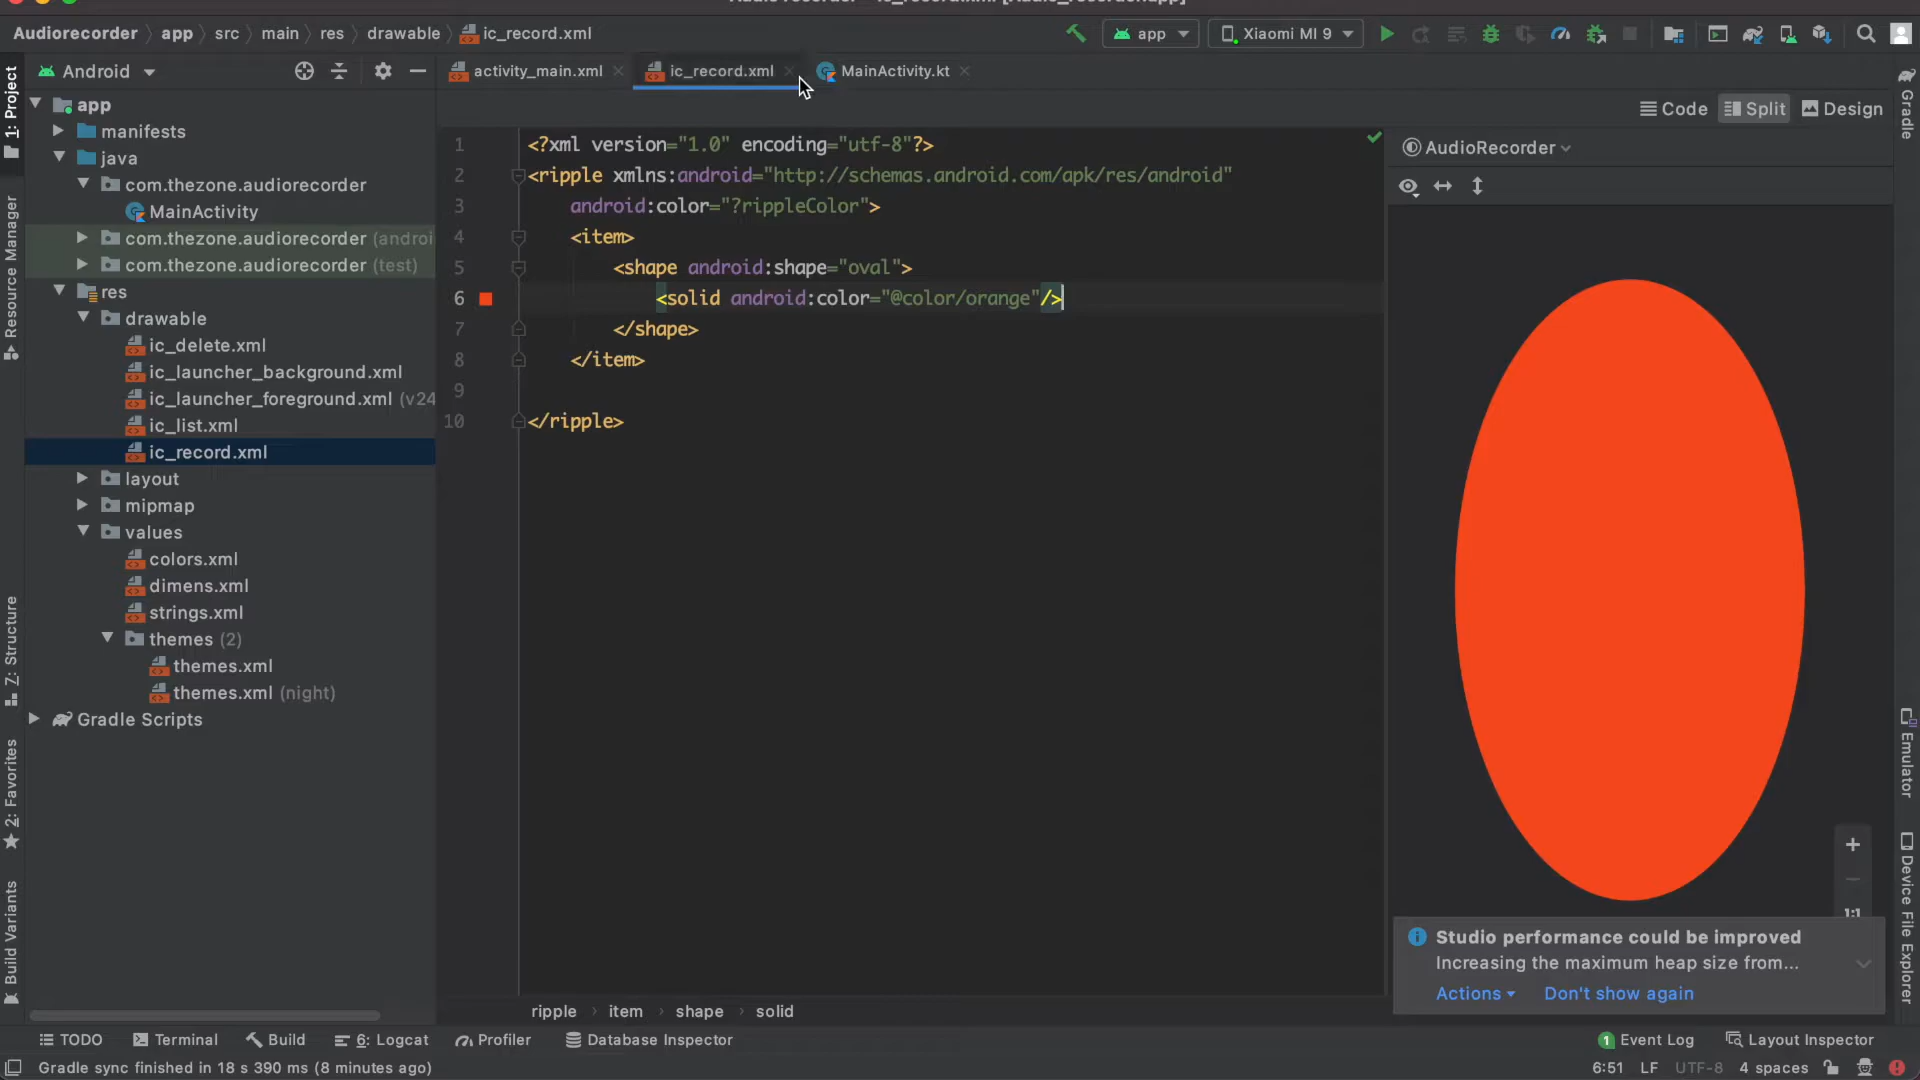 Audiorecorder app src main res drawable ic_record.xml
app Xiaomi MI 9
Android
activity_main.xml ic_record.xml MainActivity.kt
Code Split Design
app
manifests
java
com.thezone.audiorecorder
MainActivity
com.thezone.audiorecorder (androi
com.thezone.audiorecorder (test)
res
drawable
ic_delete.xml
ic_launcher_background.xml
ic_launcher_foreground.xml (v24
ic_list.xml
ic_record.xml
layout
mipmap
values
colors.xml
dimens.xml
strings.xml
themes (2)
themes.xml
themes.xml (night)
Gradle Scripts
1 <?xml version="1.0" encoding="utf-8"?>
2 <ripple xmlns:android="http://schemas.android.com/apk/res/android"
3 android:color="?rippleColor">
4 <item>
5 <shape android:shape="oval">
6 <solid android:color="@color/orange"/>
7 </shape>
8 </item>
9
10 </ripple>
AudioRecorder
1:1
Studio performance could be improved
Increasing the maximum heap size from...
Actions Don't show again
ripple item shape solid
1: Project
Resource Manager
Z: Structure
2: Favorites
Build Variants
Gradle
Emulator
Device File Explorer
TODO Terminal Build 6: Logcat Profiler Database Inspector 1 Event Log Layout Inspector
Gradle sync finished in 18 s 390 ms (8 minutes ago) 6:51 LF UTF-8 4 spaces